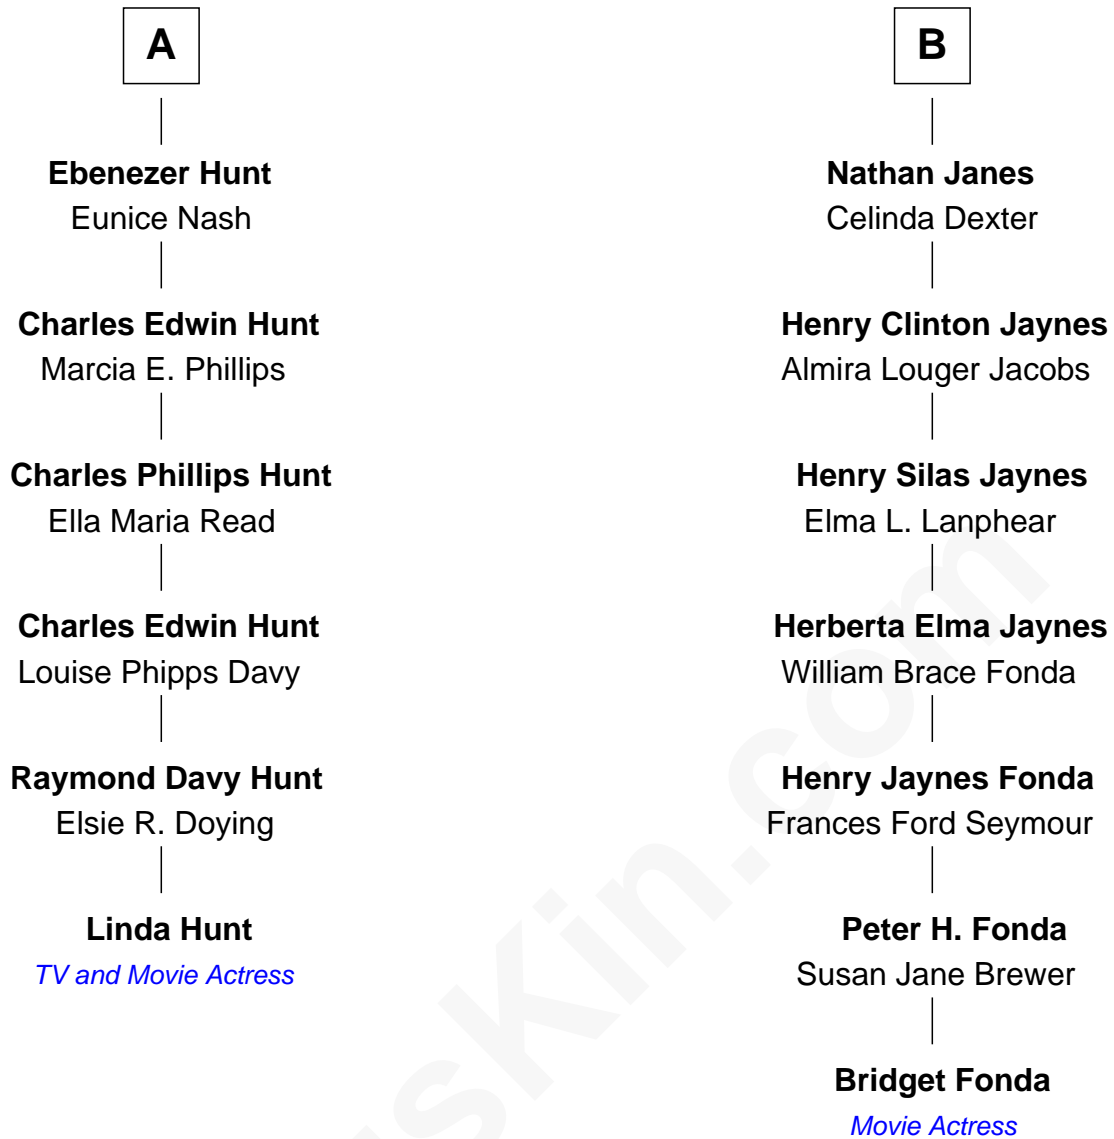 A
B
Ebenezer Hunt
Eunice Nash
Nathan Janes
Celinda Dexter
Charles Edwin Hunt
Marcia E. Phillips
Henry Clinton Jaynes
Almira Louger Jacobs
Charles Phillips Hunt
Ella Maria Read
Henry Silas Jaynes
Elma L. Lanphear
Charles Edwin Hunt
Louise Phipps Davy
Herberta Elma Jaynes
William Brace Fonda
Raymond Davy Hunt
Elsie R. Doying
Henry Jaynes Fonda
Frances Ford Seymour
Linda Hunt
TV and Movie Actress
Peter H. Fonda
Susan Jane Brewer
Bridget Fonda
Movie Actress